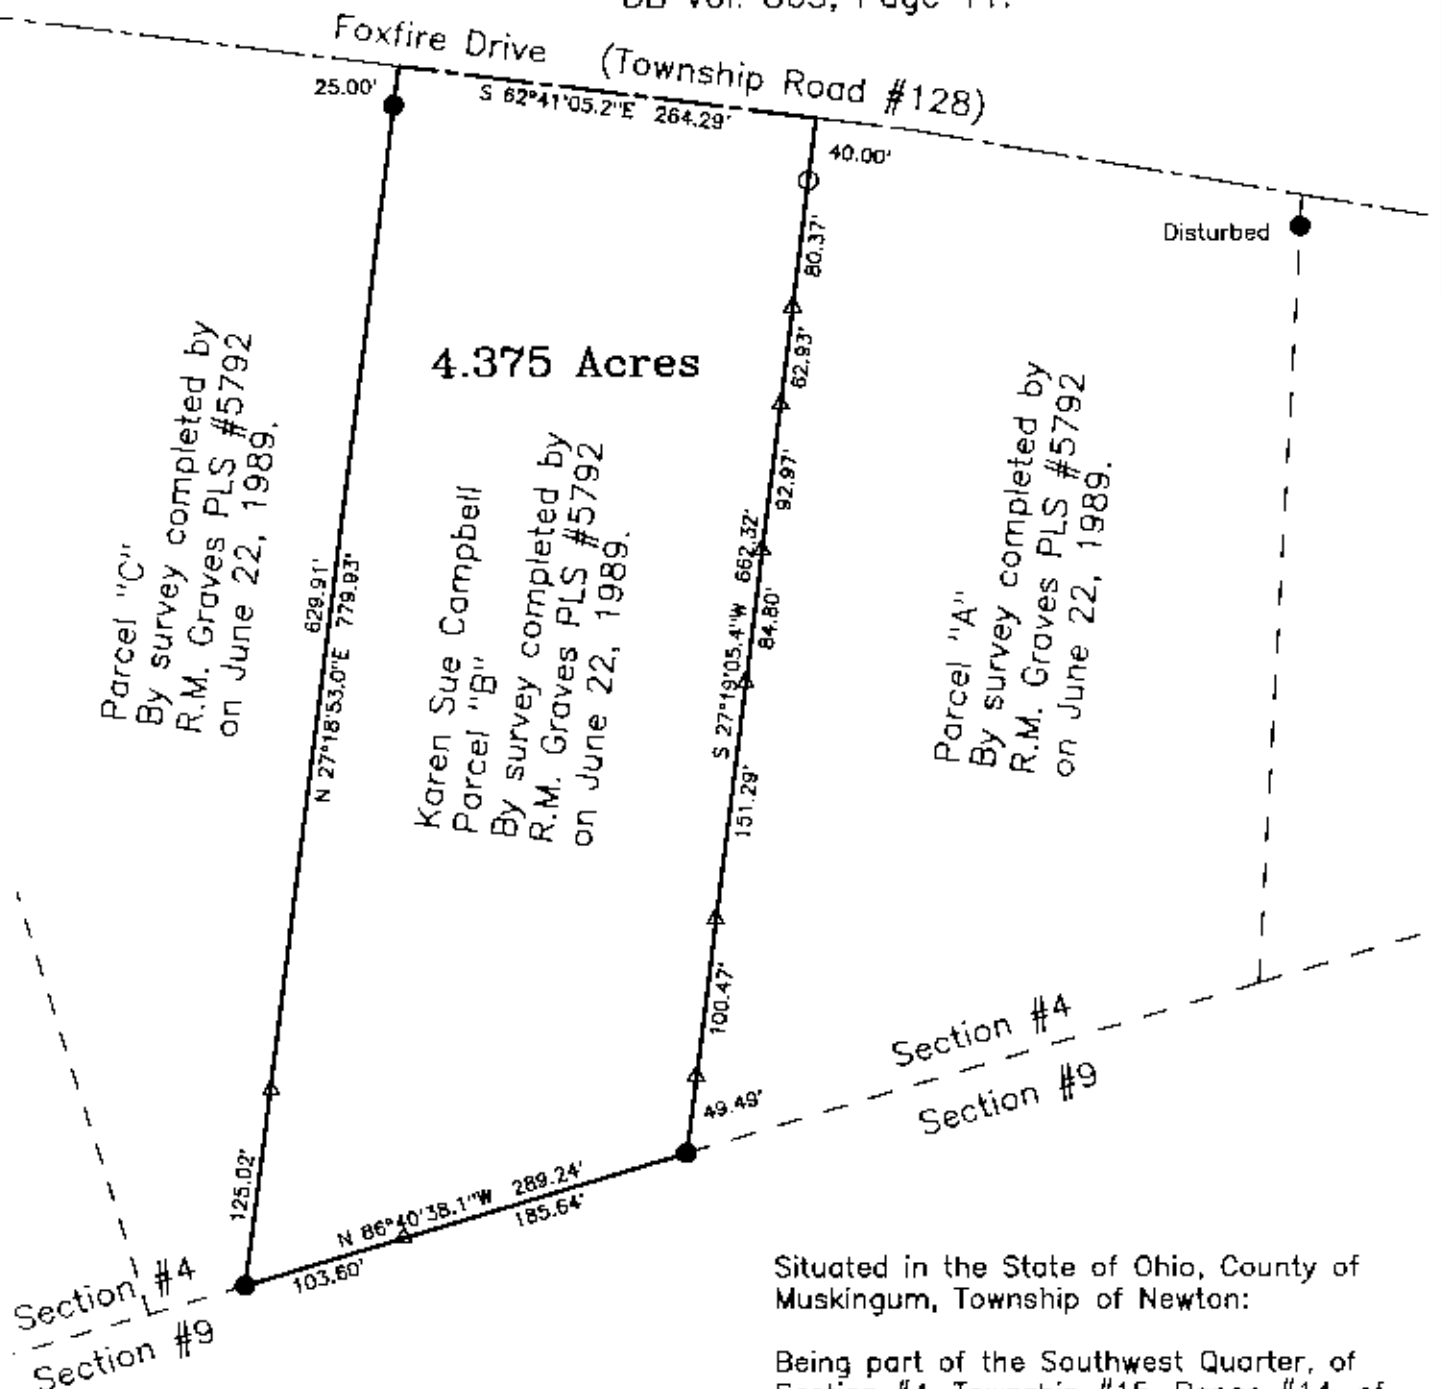 Foxfire Drive (Township Road #128)
25.00'
S 62°41'05.2"E 264.29'
40.00'
Disturbed
80.37'
62.93'
4.375 Acres
92.97'
S 27°19'05.4"W 662.32'
84.80'
151.29'
100.47'
49.49'
629.91'
N 27°18'53.0"E 779.93'
125.02'
Parcel "C"
By survey completed by
R.M. Graves PLS #5792
on June 22, 1989.
Karen Sue Campbell
Parcel "B"
By survey completed by
R.M. Graves PLS #5792
on June 22, 1989.
Parcel "A"
By survey completed by
R.M. Graves PLS #5792
on June 22, 1989.
Section #4
Section #9
N 86°40'38.1"W 289.24'
185.64'
103.60'
Section #4
Section #9
Situated in the State of Ohio, County of
Muskingum, Township of Newton:
Being part of the Southwest Quarter, of